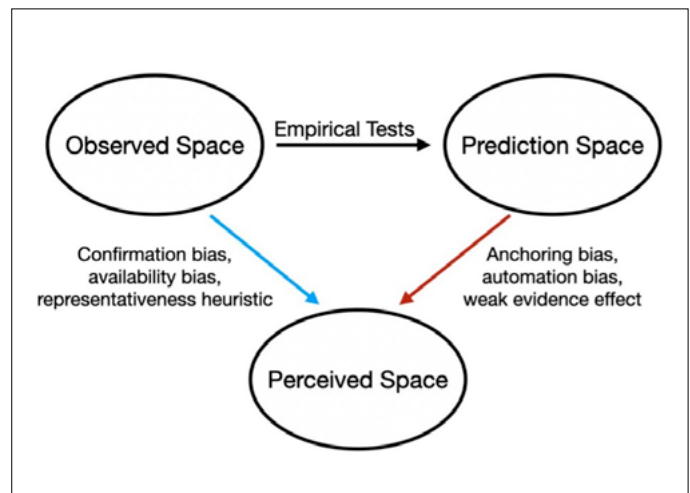 Observed Space
Empirical Tests
Prediction Space
Confirmation bias,
availability bias,
representativeness heuristic
Anchoring bias,
automation bias,
weak evidence effect
Perceived Space